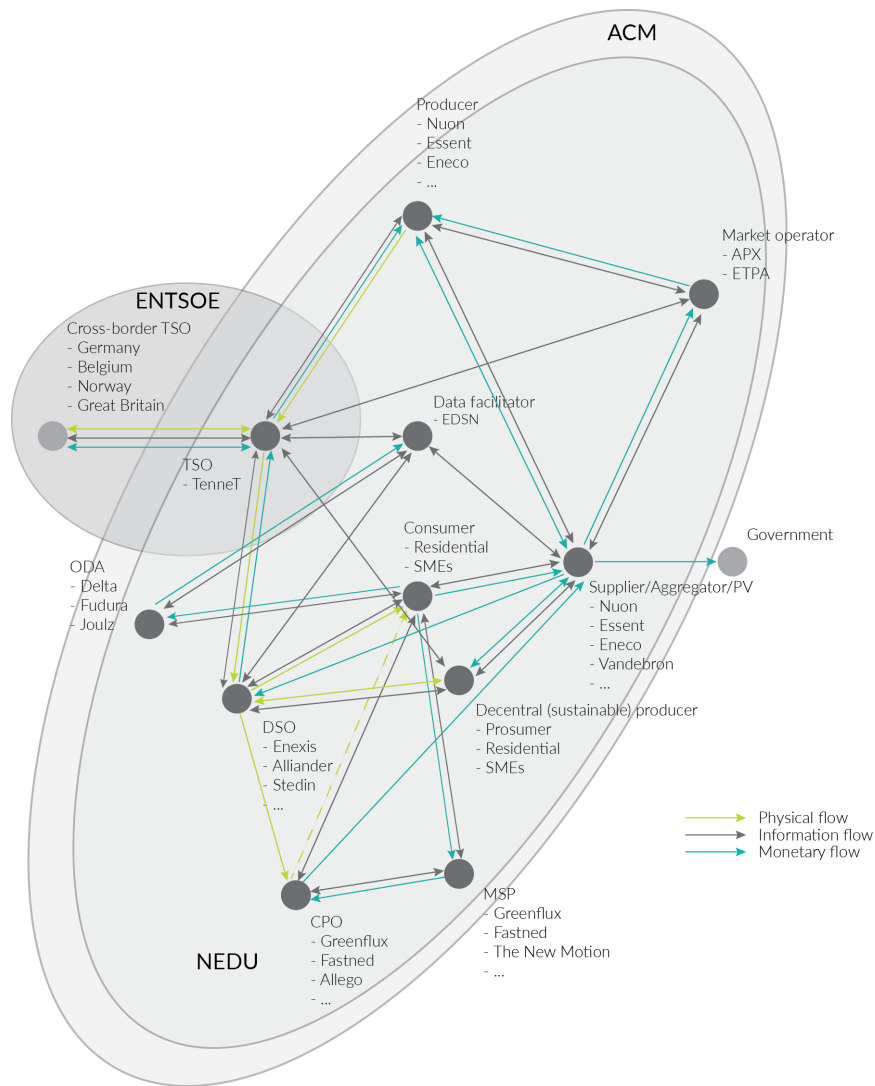 ACM
Producer
- Nuon
- Essent
- Eneco
- ...
Market operator
- APX
- ETPA
ENTSOE
Cross-border TSO
- Germany
- Belgium
- Norway
- Great Britain
Data facilitator
- EDSN
TSO
- TenneT
Consumer
- Residential
- SMEs
Government
ODA
- Delta
- Fudura
- Joulz
Supplier/Aggregator/PV
- Nuon
- Essent
- Eneco
- Vandebron
- ...
Decentral (sustainable) producer
- Prosumer
- Residential
- SMEs
DSO
- Enexis
- Alliander
- Stedin
- ...
Physical flow
Information flow
Monetary flow
MSP
- Greenflux
- Fastned
- The New Motion
- ...
CPO
- Greenflux
- Fastned
- Allego
- ...
NEDU